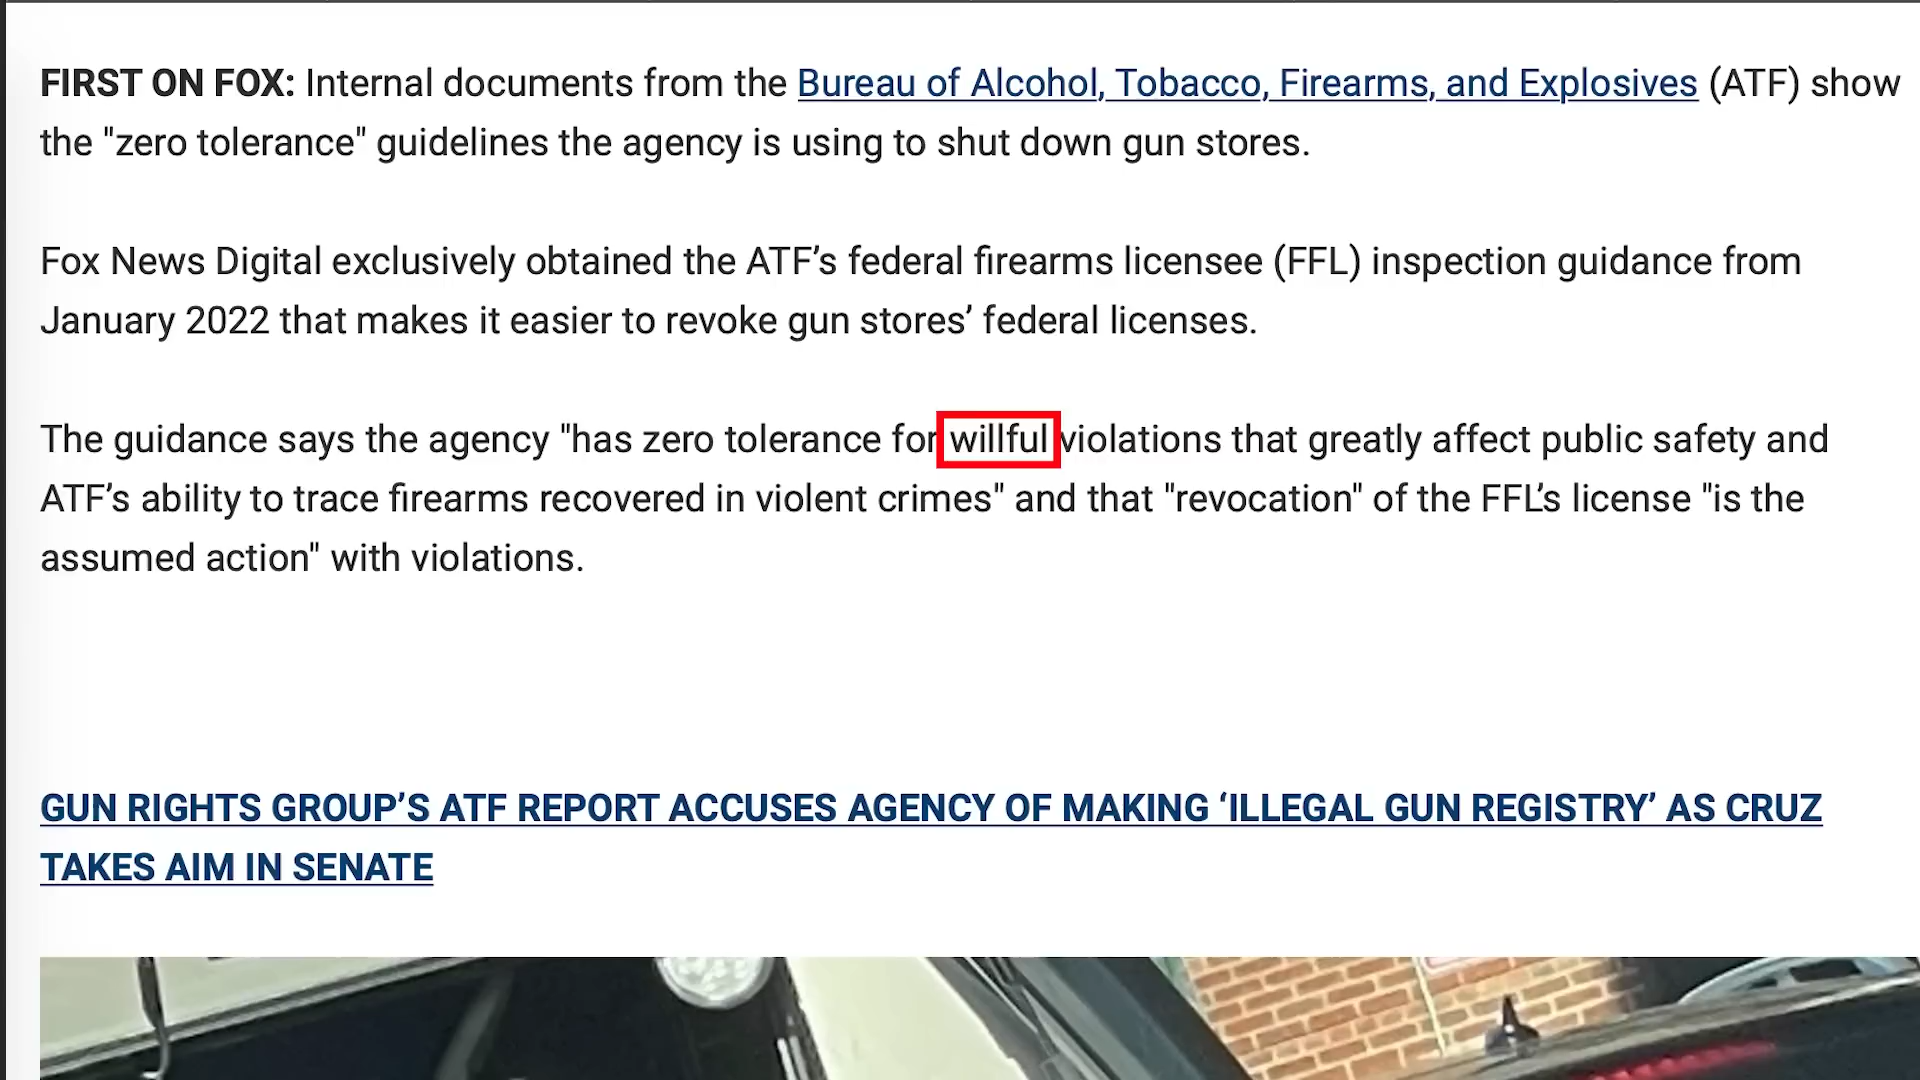 FIRST ON FOX: Internal documents from the Bureau of Alcohol, Tobacco, Firearms, and Explosives (ATF) show
the "zero tolerance" guidelines the agency is using to shut down gun stores.
Fox News Digital exclusively obtained the ATF’s federal firearms licensee (FFL) inspection guidance from
January 2022 that makes it easier to revoke gun stores’ federal licenses.
The guidance says the agency "has zero tolerance for willful violations that greatly affect public safety and
ATF’s ability to trace firearms recovered in violent crimes" and that "revocation" of the FFL’s license "is the
assumed action" with violations.
GUN RIGHTS GROUP’S ATF REPORT ACCUSES AGENCY OF MAKING ‘ILLEGAL GUN REGISTRY’ AS CRUZ
TAKES AIM IN SENATE